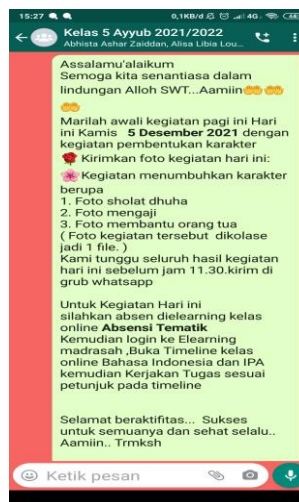 15:27
0,1KB/d 4G
Kelas 5 Ayyub 2021/2022
Abhista Ashar Zaiddan, Alisa Libia Lou...
Assalamu'alaikum
Semoga kita senantiasa dalam
lindungan Alloh SWT...Aamiin🤲🤲
🤲
Marilah awali kegiatan pagi ini Hari
ini Kamis 5 Desember 2021 dengan
kegiatan pembentukan karakter
🌹 Kirimkan foto kegiatan hari ini:
🌸 Kegiatan menumbuhkan karakter
berupa
1. Foto sholat dhuha
2. Foto mengaji
3. Foto membantu orang tua
( Foto kegiatan tersebut dikolase
jadi 1 file. )
Kami tunggu seluruh hasil kegiatan
hari ini sebelum jam 11.30.kirim di
grub whatsapp
Untuk Kegiatan Hari ini
silahkan absen dielearning kelas
online Absensi Tematik
Kemudian login ke Elearning
madrasah ,Buka Timeline kelas
online Bahasa Indonesia dan IPA
kemudian Kerjakan Tugas sesuai
petunjuk pada timeline
Selamat beraktifitas... Sukses
untuk semuanya dan sehat selalu..
Aamiin.. Trmksh
Ketik pesan